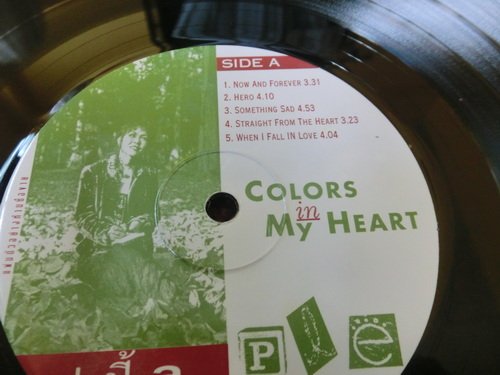 SIDE A
1. NOW AND FOREVER 3.31
2. HERO 4.10
3. SOMETHING SAD 4.53
4. STRAIGHT FROM THE HEART 3.23
5. WHEN I FALL IN LOVE 4.04
COLORS
in
MY HEART
P
ë